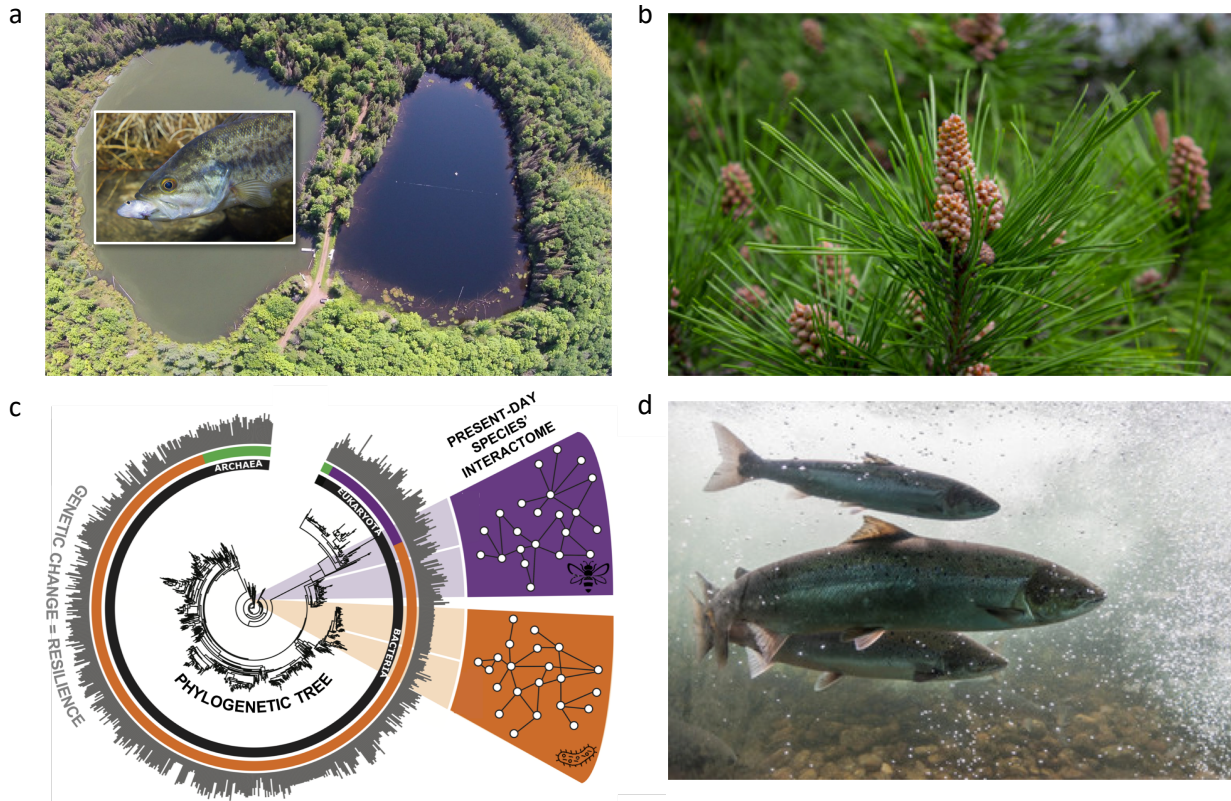 a
b
c
PRESENT-DAY
SPECIES'
INTERACTOME
ARCHAEA
EUKARYOTA
BACTERIA
GENETIC CHANGE = RESILIENCE
PHYLOGENETIC TREE
d